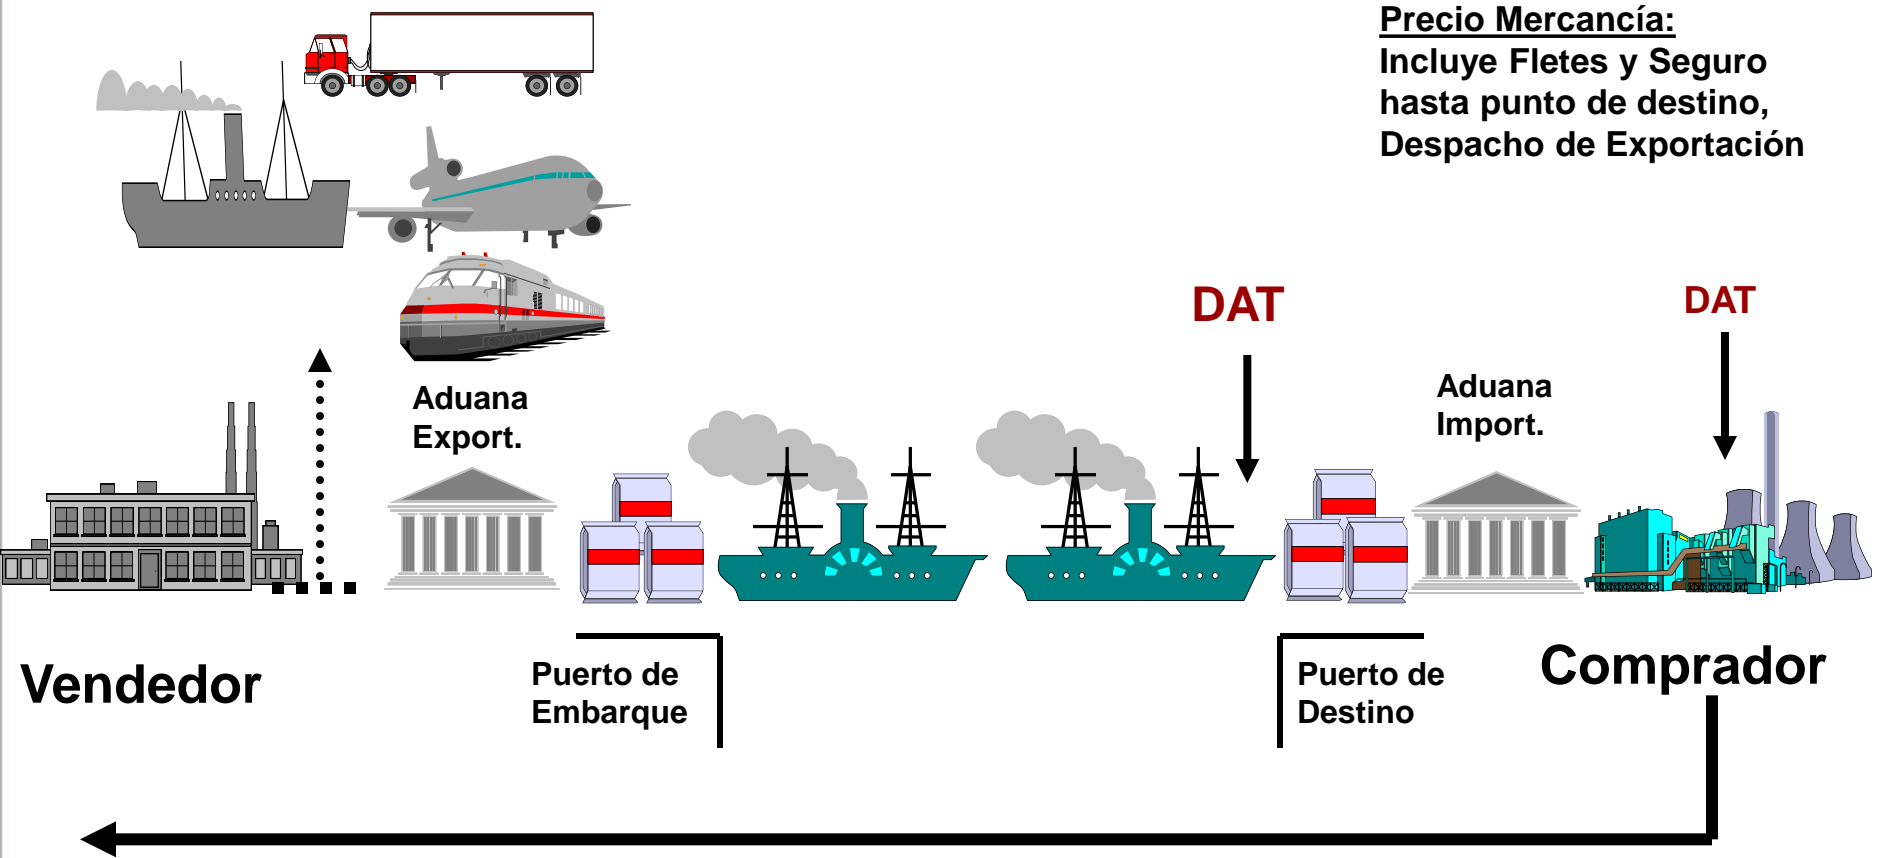 Precio Mercancía:
Incluye Fletes y Seguro
hasta punto de destino,
Despacho de Exportación
DAT
DAT
Aduana
Export.
Aduana
Import.
Vendedor
Puerto de
Embarque
Puerto de
Destino
Comprador